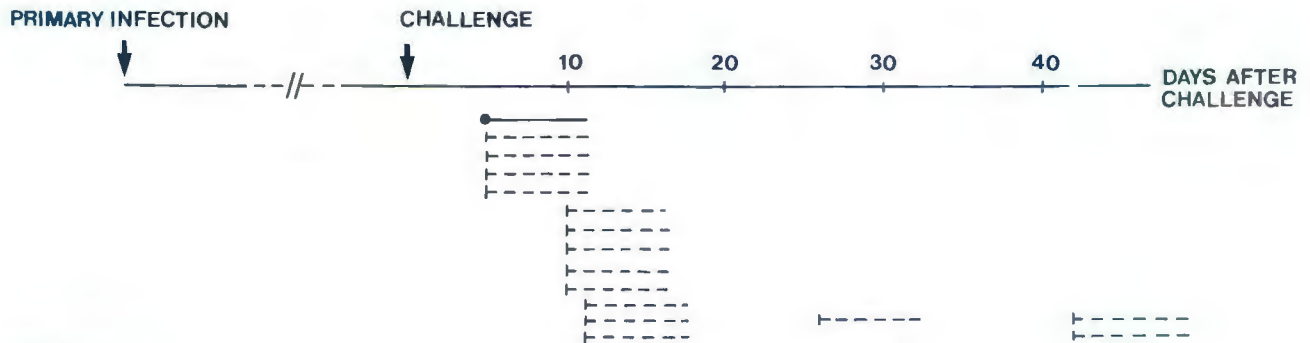 PRIMARY INFECTION
CHALLENGE
10 20 30 40
DAYS AFTER
CHALLENGE